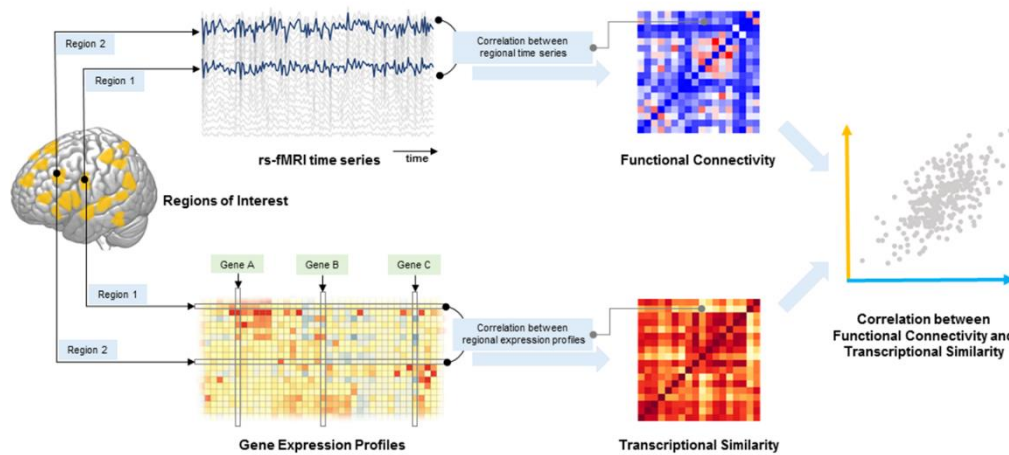 Region 2
Region 1
rs-fMRI time series
time
Correlation between
regional time series
Functional Connectivity
Regions of Interest
Gene A
Gene B
Gene C
Region 1
Region 2
Gene Expression Profiles
Correlation between
regional expression profiles
Transcriptional Similarity
Correlation between
Functional Connectivity and
Transcriptional Similarity